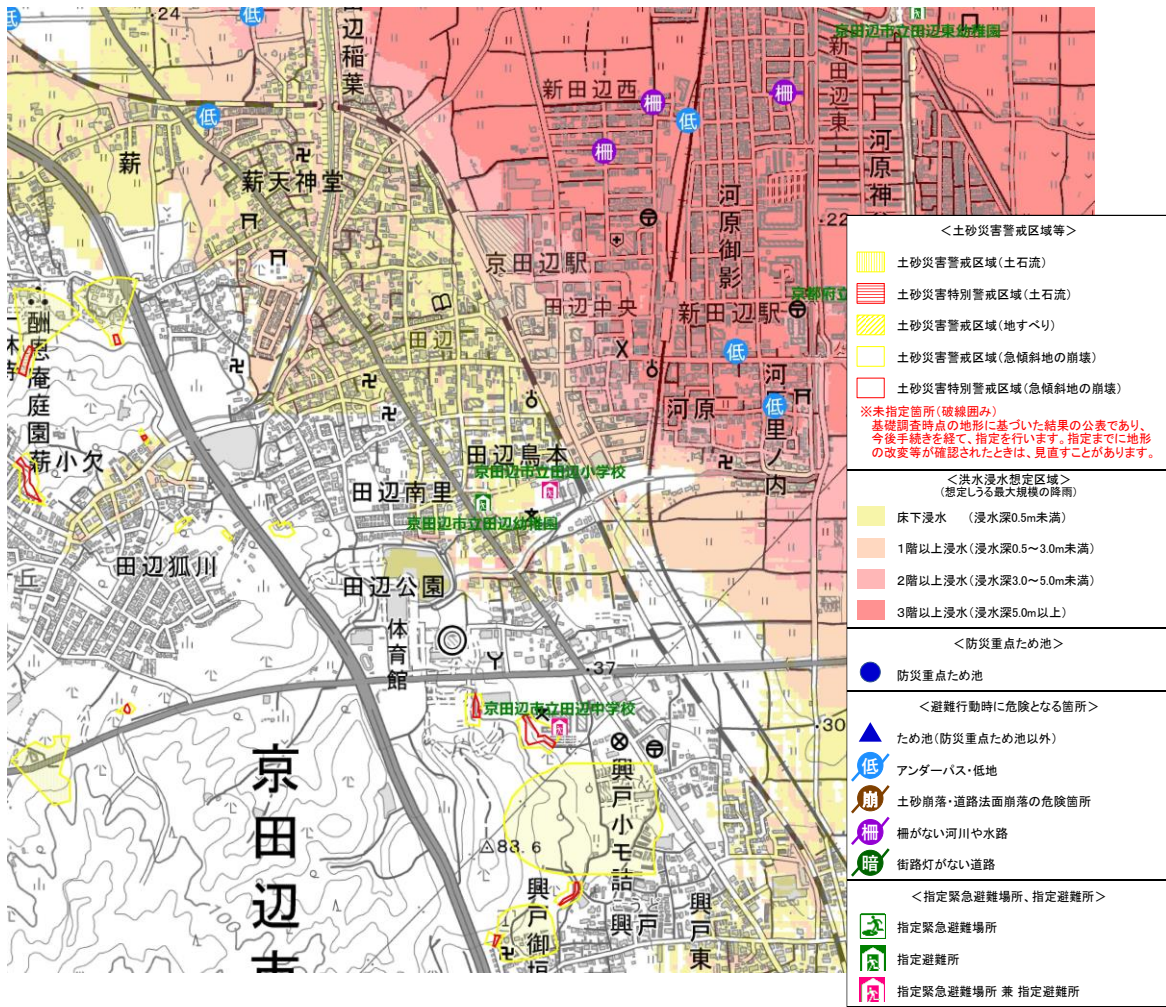 低
・24
低
田辺稲葉
京田辺市立田辺東幼稚園
新田辺西
柵
柵
新田辺東
低
低
柵
河原神
薪
薪天神堂
河原御影
・22
京田辺駅
京都府立
田辺中央
新田辺駅
田辺
低
酬恩庵庭園
河原
低
河原里ノ内
薪小欠
田辺鳥本
京田辺市立田辺小学校
田辺南里
京田辺市立田辺幼稚園
田辺狐川
丘
田辺公園
体育館
・37
京田辺市立田辺中学校
・30
京田辺市
興戸小モ詰
83.6
興戸御垣
興戸
興戸東
100
<土砂災害警戒区域等>
土砂災害警戒区域(土石流)
土砂災害特別警戒区域(土石流)
土砂災害警戒区域(地すべり)
土砂災害警戒区域(急傾斜地の崩壊)
土砂災害特別警戒区域(急傾斜地の崩壊)
※未指定箇所(破線囲み)
基礎調査時点の地形に基づいた結果の公表であり、
今後手続きを経て、指定を行います。指定までに地形
の改変等が確認されたときは、見直すことがあります。
<洪水浸水想定区域>
(想定しうる最大規模の降雨)
床下浸水 (浸水深0.5m未満)
1階以上浸水(浸水深0.5~3.0m未満)
2階以上浸水(浸水深3.0~5.0m未満)
3階以上浸水(浸水深5.0m以上)
<防災重点ため池>
防災重点ため池
<避難行動時に危険となる箇所>
ため池(防災重点ため池以外)
低 アンダーパス・低地
崩 土砂崩落・道路法面崩落の危険箇所
柵 柵がない河川や水路
暗 街路灯がない道路
<指定緊急避難場所、指定避難所>
指定緊急避難場所
指定避難所
指定緊急避難場所 兼 指定避難所